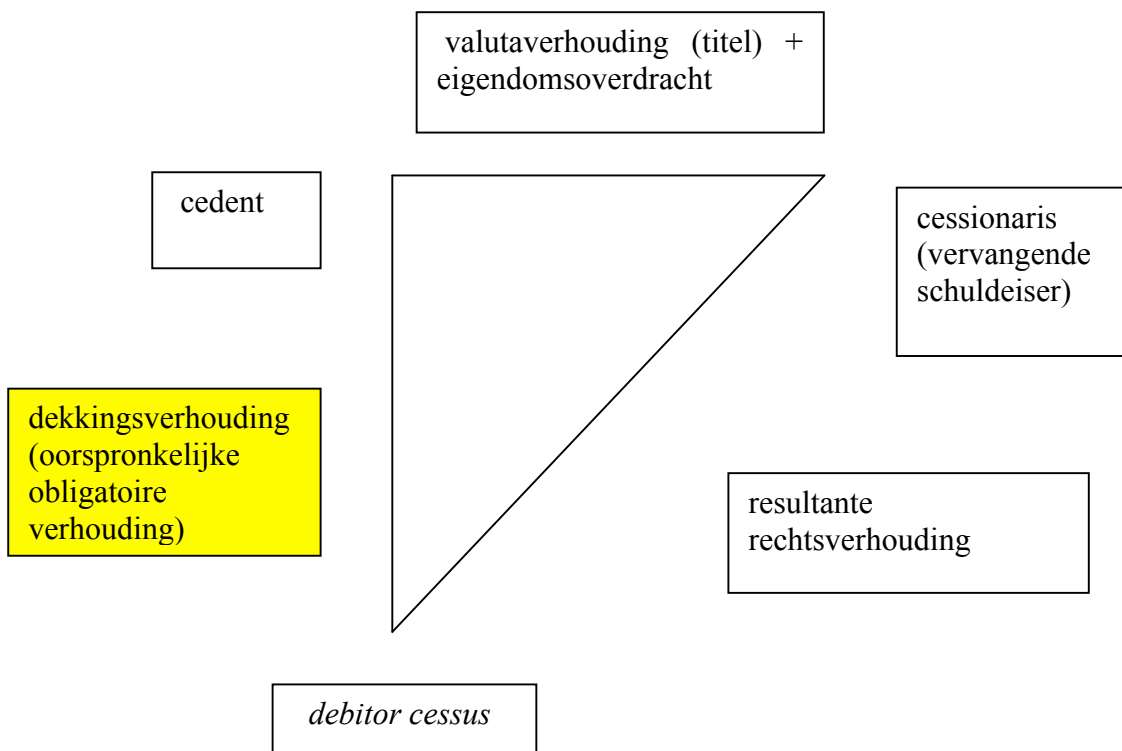 valutaverhouding (titel) +
eigendomsoverdracht
cedent
cessionaris
(vervangende
schuldeiser)
dekkingsverhouding
(oorspronkelijke
obligatoire
verhouding)
resultante
rechtsverhouding
debitor cessus